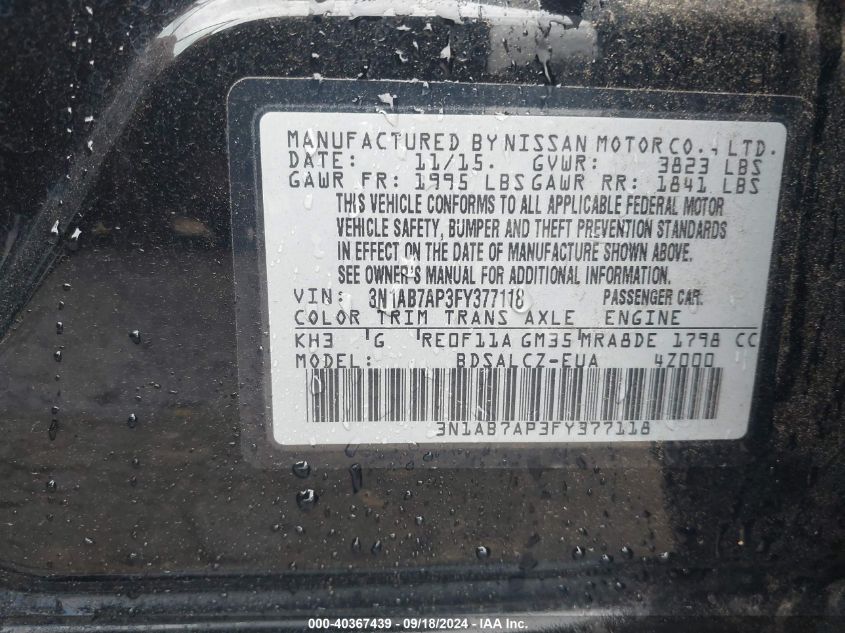 MANUFACTURED BY NISSAN MOTOR CO., LTD.
DATE: 11/15. GVWR: 3823 LBS
GAWR FR: 1995 LBS GAWR RR: 1841 LBS
THIS VEHICLE CONFORMS TO ALL APPLICABLE FEDERAL MOTOR
VEHICLE SAFETY, BUMPER AND THEFT PREVENTION STANDARDS
IN EFFECT ON THE DATE OF MANUFACTURE SHOWN ABOVE.
SEE OWNER'S MANUAL FOR ADDITIONAL INFORMATION.
VIN: 3N1AB7AP3FY377118 PASSENGER CAR
COLOR TRIM TRANS AXLE ENGINE
KH3 G RE0F11A GM35 MRA8DE 1798 CC
MODEL: BDSALCZ-EUA 4Z000
3N1AB7AP3FY377118
000-40367439 - 09/18/2024 - IAAI.COM